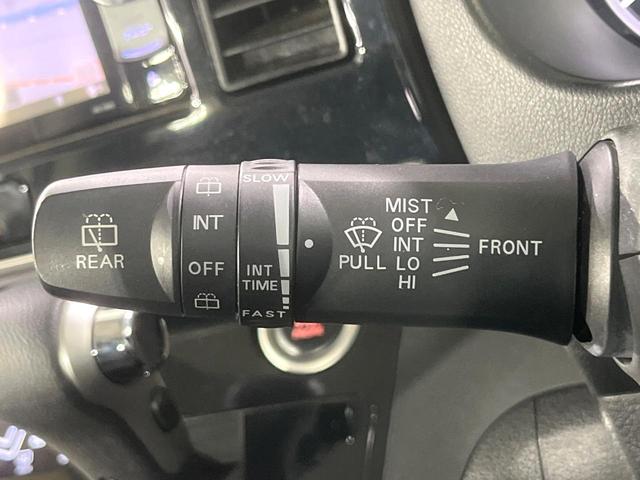 REAR
INT
OFF
SLOW
INT
TIME
FAST
PULL
MIST
OFF
INT
LO
HI
FRONT